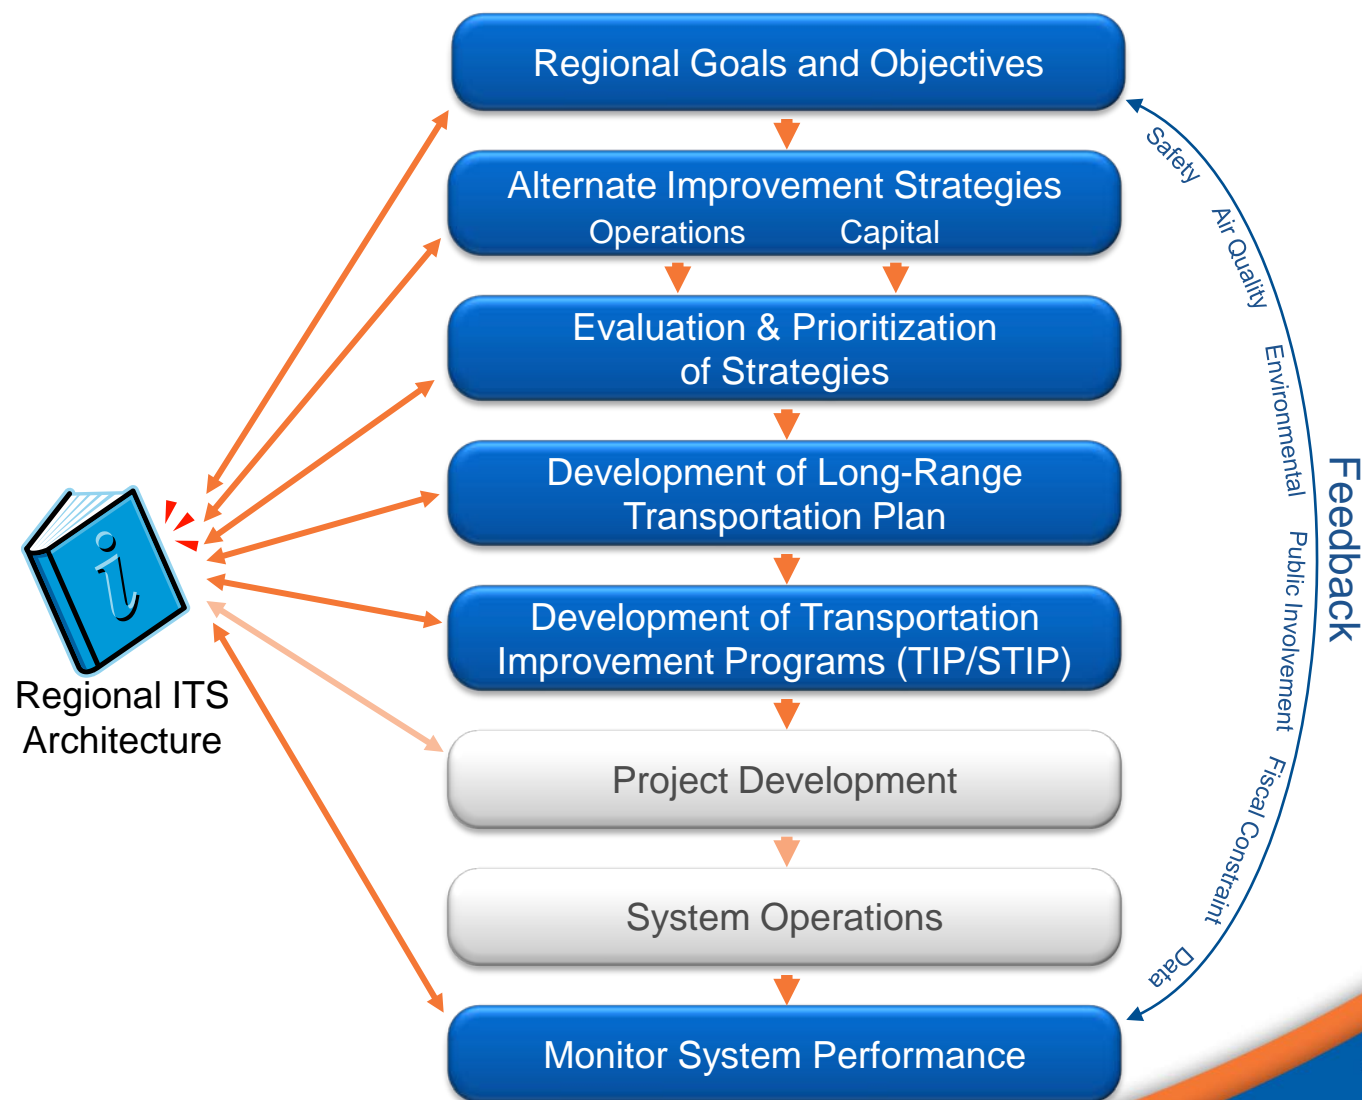 Regional Goals and Objectives
Alternate Improvement Strategies
Operations Capital
Evaluation & Prioritization
of Strategies
Development of Long-Range
Transportation Plan
Development of Transportation
Improvement Programs (TIP/STIP)
Project Development
System Operations
Monitor System Performance
i
Regional ITS
Architecture
Safety
Air Quality
Environmental
Public Involvement
Fiscal Constraint
Data
Feedback